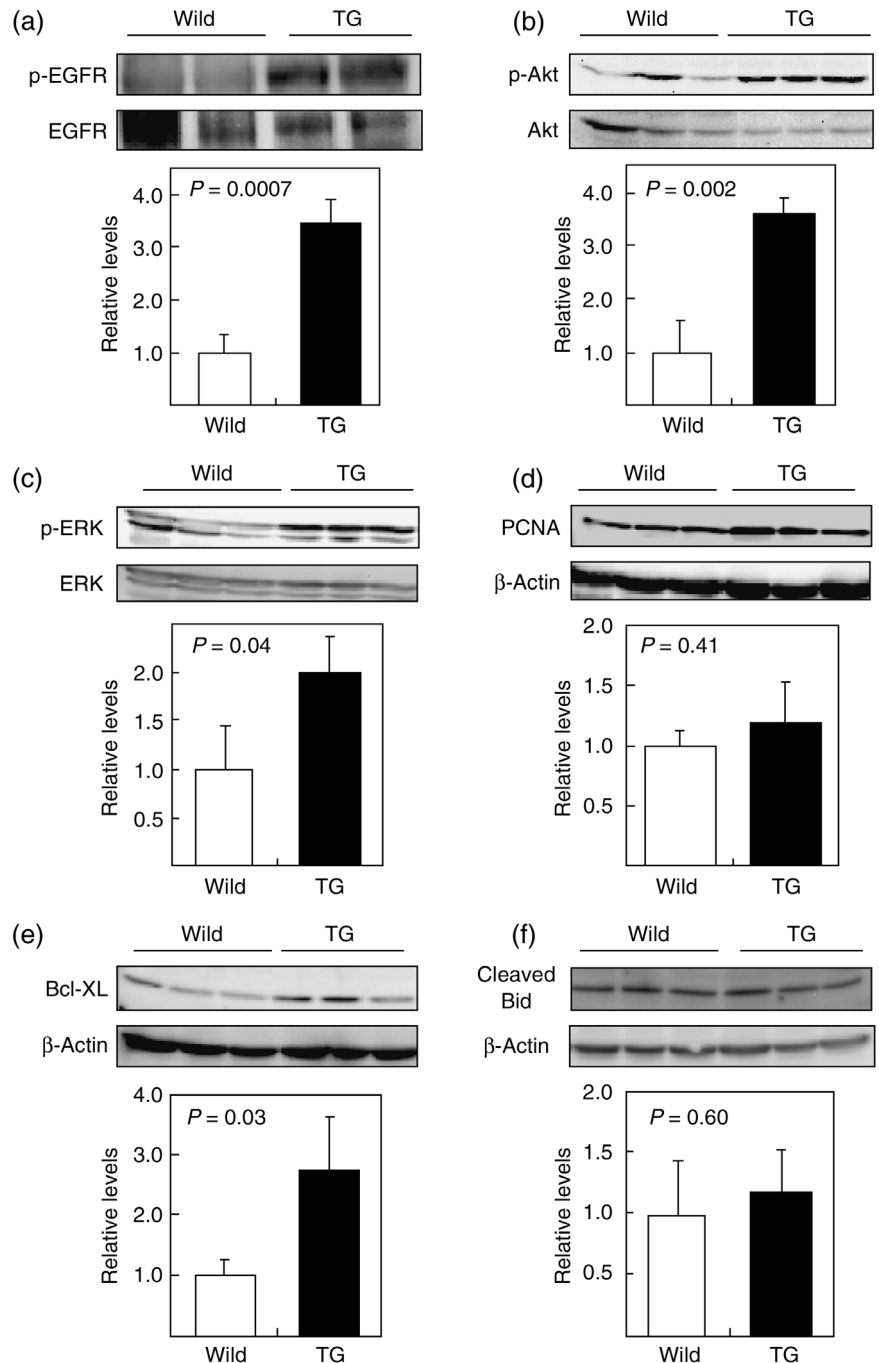 (a)
Wild TG
p-EGFR
EGFR
P = 0.0007
4.0
3.0
2.0
1.0
Relative levels
Wild TG
(b)
Wild TG
p-Akt
Akt
P = 0.002
4.0
3.0
2.0
1.0
Relative levels
Wild TG
(c)
Wild TG
p-ERK
ERK
P = 0.04
2.0
1.5
1.0
0.5
Relative levels
Wild TG
(d)
Wild TG
PCNA
β-Actin
2.0
P = 0.41
1.5
1.0
0.5
Relative levels
Wild TG
(e)
Wild TG
Bcl-XL
β-Actin
4.0
P = 0.03
3.0
2.0
1.0
Relative levels
Wild TG
(f)
Wild TG
Cleaved
Bid
β-Actin
2.0
P = 0.60
1.5
1.0
0.5
Relative levels
Wild TG